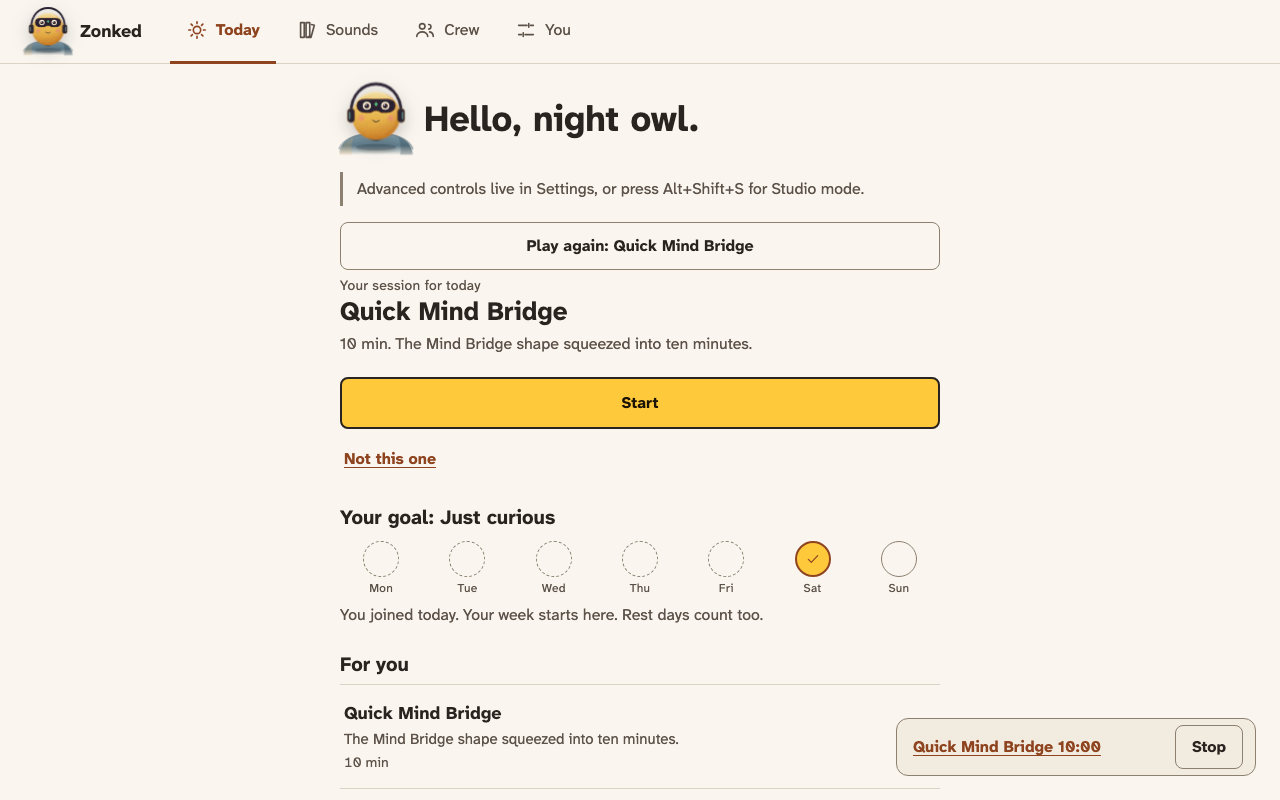 Zonked
Today
Sounds
Crew
You
Hello, night owl.
Advanced controls live in Settings, or press Alt+Shift+S for Studio mode.
Play again: Quick Mind Bridge
Your session for today
Quick Mind Bridge
10 min. The Mind Bridge shape squeezed into ten minutes.
Start
Not this one
Your goal: Just curious
Mon
Tue
Wed
Thu
Fri
Sat
Sun
You joined today. Your week starts here. Rest days count too.
For you
Quick Mind Bridge
The Mind Bridge shape squeezed into ten minutes.
10 min
Quick Mind Bridge 10:00
Stop